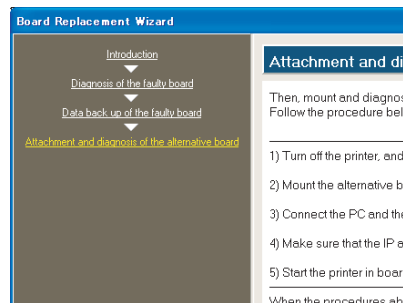 Board Replacement Wizard
Introduction
Diagnosis of the faulty board
Data back up of the faulty board
Attachment and diagnosis of the alternative board
Attachment and di
Then, mount and diagnos
Follow the procedure bel
1) Turn off the printer, and
2) Mount the alternative b
3) Connect the PC and the
4) Make sure that the IP a
5) Start the printer in boar
When the procedures ab